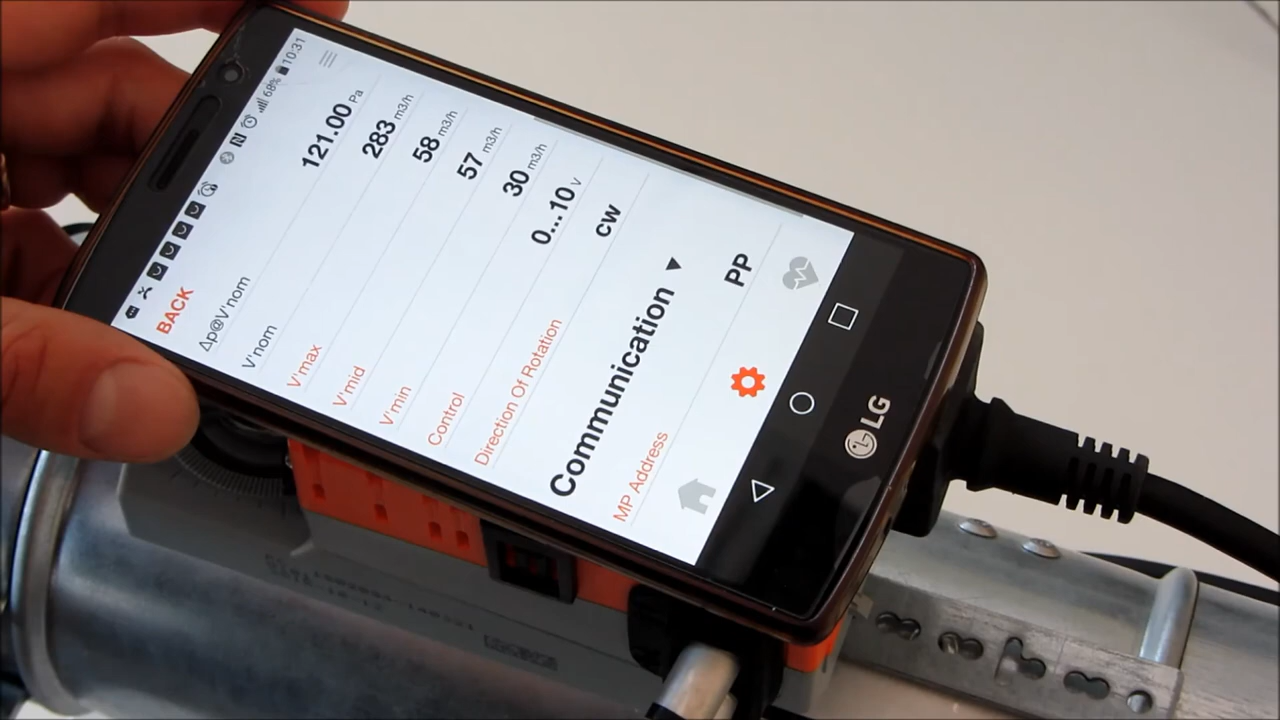 68% 10:31
BACK
Δp@V'nom 121.00 Pa
V'nom 283 m3/h
V'max 58 m3/h
V'mid 57 m3/h
V'min 30 m3/h
Control 0...10 V
Direction Of Rotation cw
Communication
MP Address PP
LG